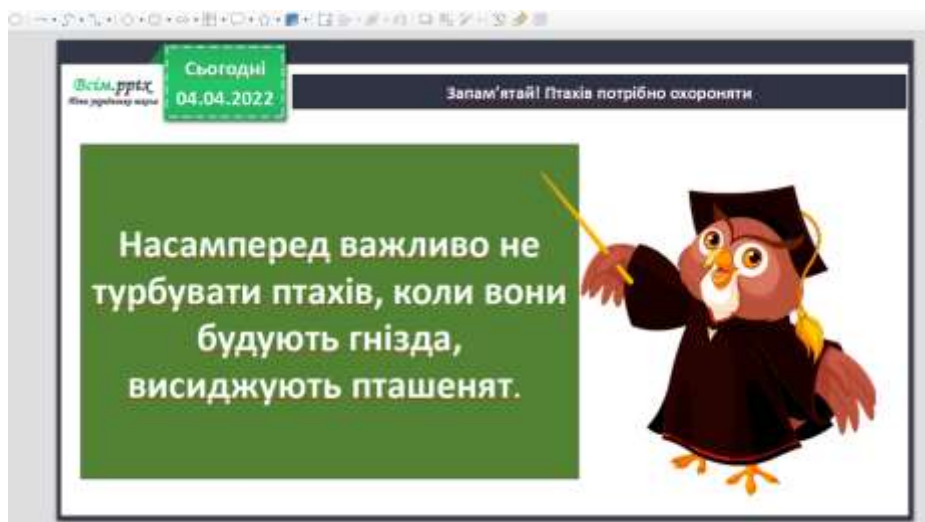 Всім.pptx
Сьогодні
04.04.2022
Запам'ятай! Птахів потрібно охороняти
Насамперед важливо не
турбувати птахів, коли вони
будують гнізда,
висиджують пташенят.